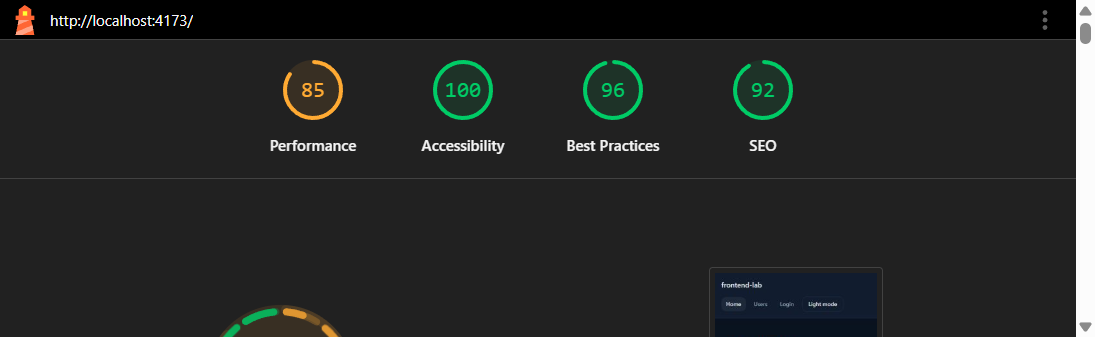 http://localhost:4173/
85
100
96
92
Performance
Accessibility
Best Practices
SEO
frontend-lab
Home Users Login Light mode